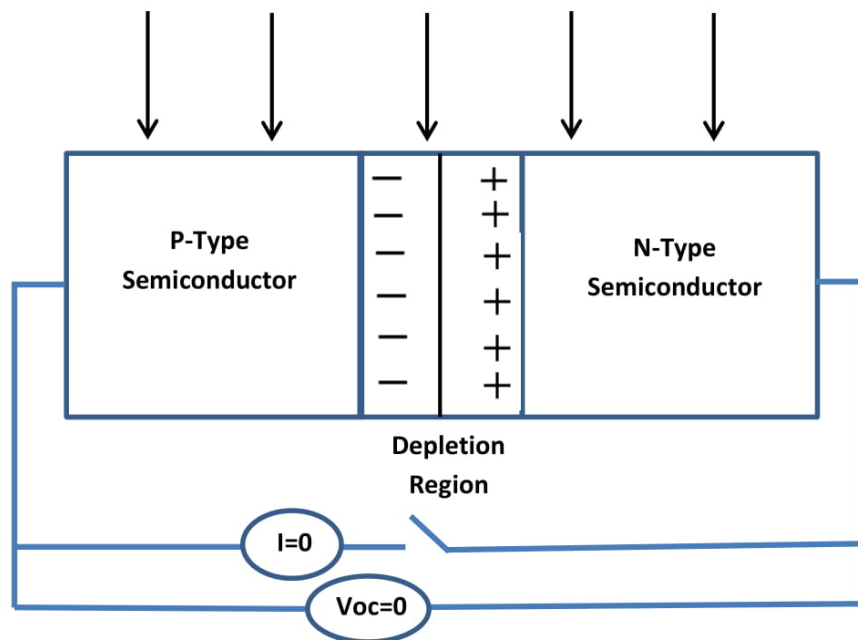 P-Type
Semiconductor
N-Type
Semiconductor
Depletion
Region
I=0
Voc=0